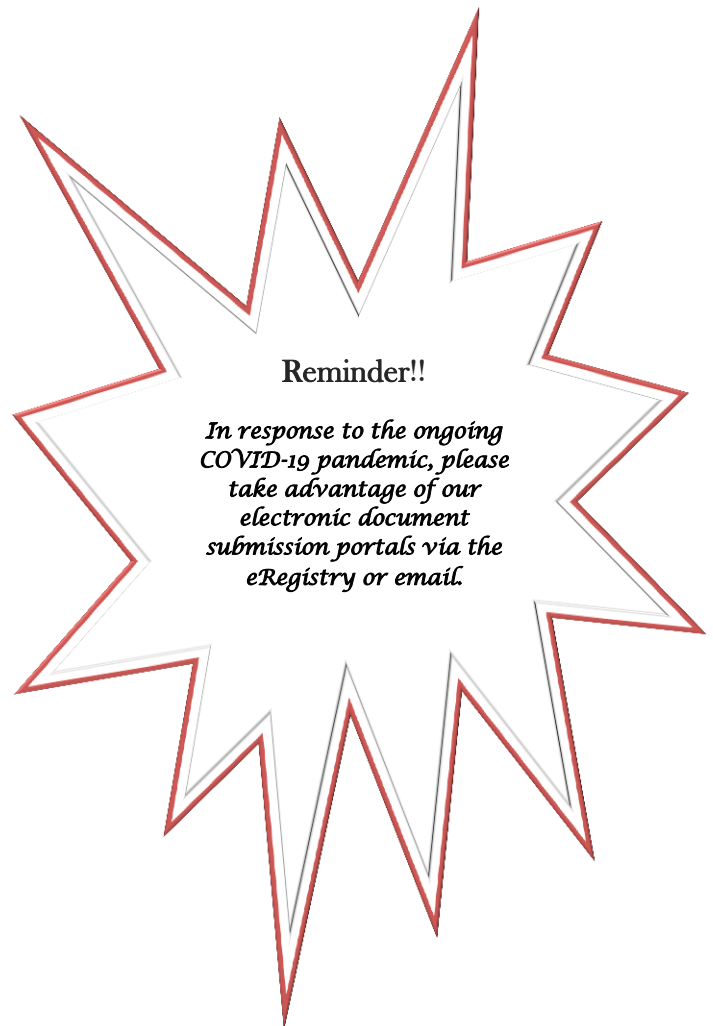 Reminder!!
In response to the ongoing
COVID-19 pandemic, please
take advantage of our
electronic document
submission portals via the
eRegistry or email.